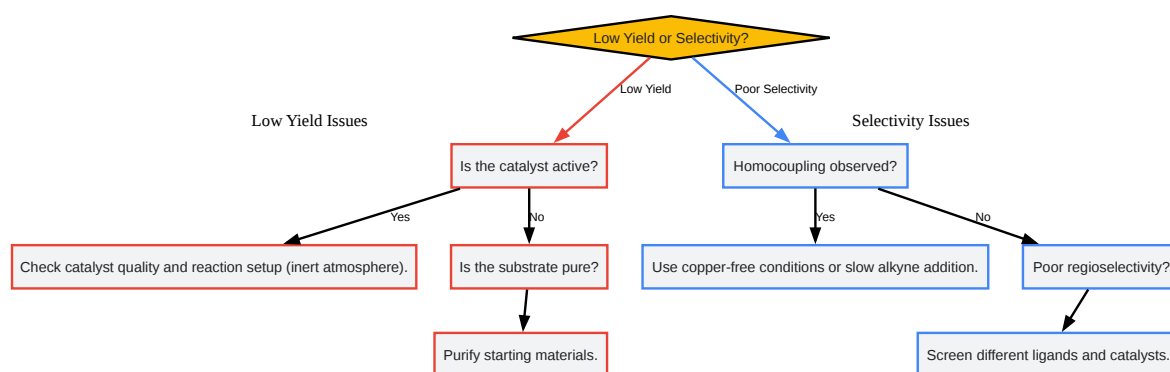 Low Yield or Selectivity?
Low Yield
Poor Selectivity
Low Yield Issues
Selectivity Issues
Is the catalyst active?
Homocoupling observed?
Yes
No
Yes
No
Check catalyst quality and reaction setup (inert atmosphere).
Is the substrate pure?
Use copper-free conditions or slow alkyne addition.
Poor regioselectivity?
Purify starting materials.
Screen different ligands and catalysts.